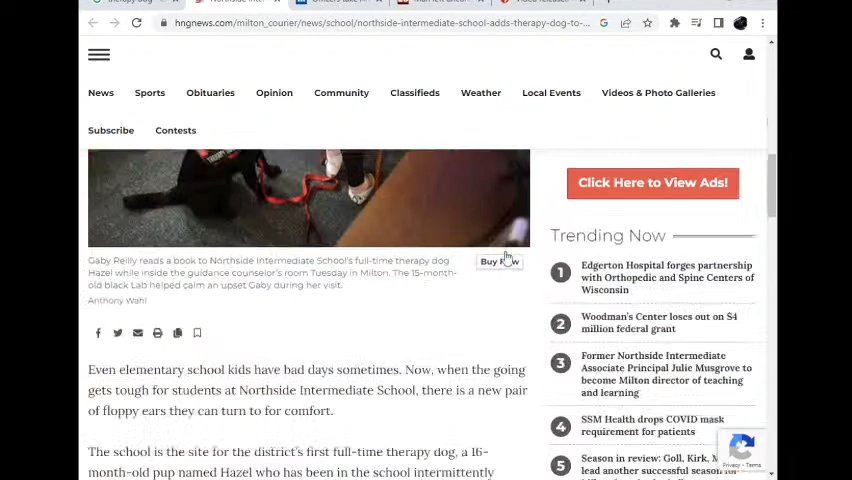 hngnews.com/milton_courier/news/school/northside-intermediate-school-adds-therapy-dog-to-...
News Sports Obituaries Opinion Community Classifieds Weather Local Events Videos & Photo Galleries
Subscribe Contests
Click Here to View Ads!
Trending Now
Gaby Reilly reads a book to Northside Intermediate School's full-time therapy dog
Hazel while inside the guidance counselor's room Tuesday in Milton. The 15-month-
old black Lab helped calm an upset Gaby during her visit.
Anthony Wahl
Buy Now
Even elementary school kids have bad days sometimes. Now, when the going
gets tough for students at Northside Intermediate School, there is a new pair
of floppy ears they can turn to for comfort.
The school is the site for the district's first full-time therapy dog, a 16-
month-old pup named Hazel who has been in the school intermittently
1 Edgerton Hospital forges partnership
with Orthopedic and Spine Centers of
Wisconsin
2 Woodman's Center loses out on $4
million federal grant
3 Former Northside Intermediate
Associate Principal Julie Musgrove to
become Milton director of teaching
and learning
4 SSM Health drops COVID mask
requirement for patients
5 Season in review: Goll, Kirk, M
lead another successful season
Privacy - Terms